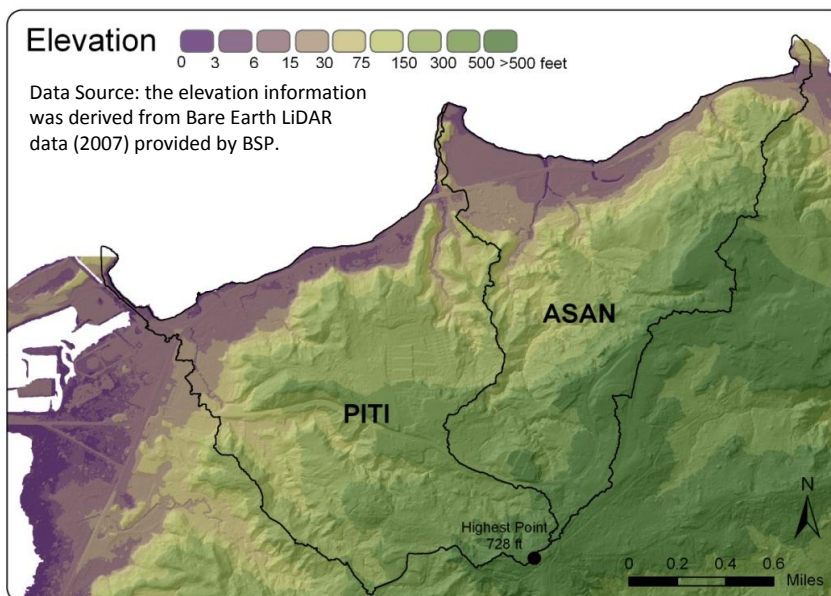 Elevation
0 3 6 15 30 75 150 300 500 >500 feet
Data Source: the elevation information
was derived from Bare Earth LiDAR
data (2007) provided by BSP.
ASAN
PITI
N
Highest Point
728 ft
0 0.2 0.4 0.6
Miles